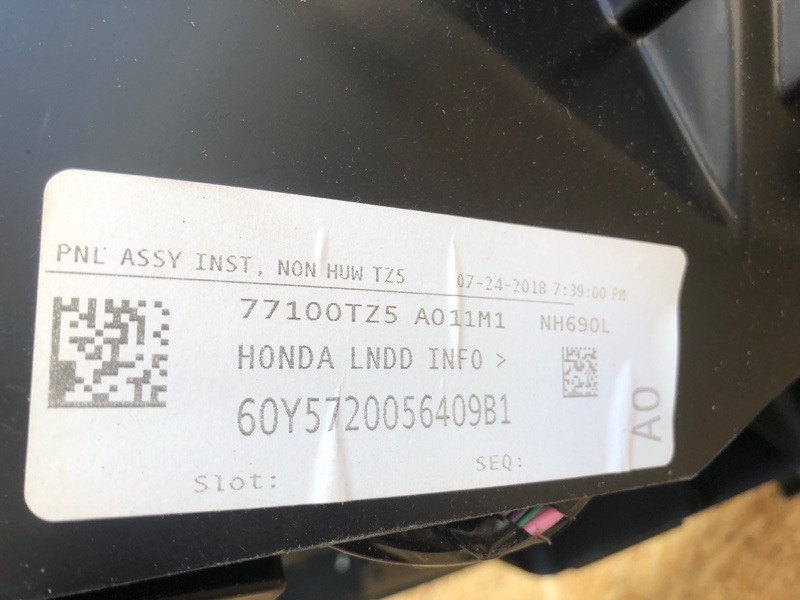 PNL ASSY INST, NON HUW TZ5 07-24-2018 7:39:00 PM
77100TZ5 A011M1 NH690L
HONDA LNDD INFO >
60Y5720056409B1
A0
Slot: SEQ: